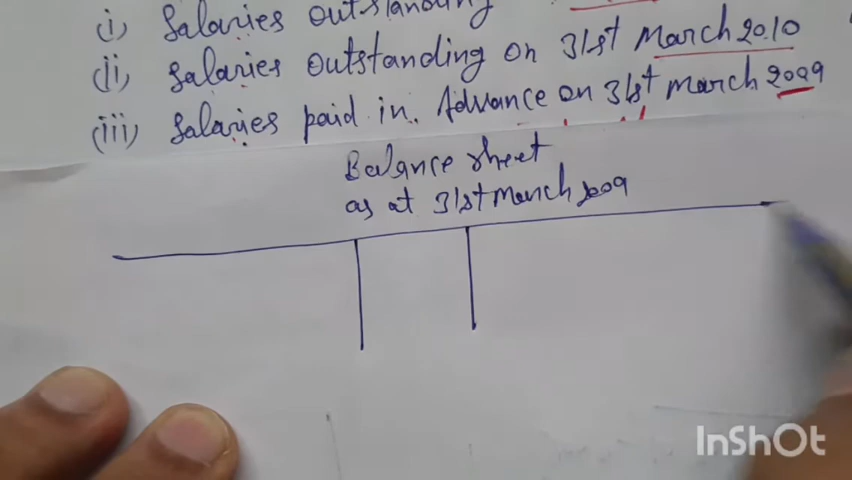 (i) Salaries outstanding
(ii) Salaries outstanding on 31st March 2010
(iii) Salaries paid in. Advance on 31st march 2009
Balance sheet
as at 31st March 2009
InShOt